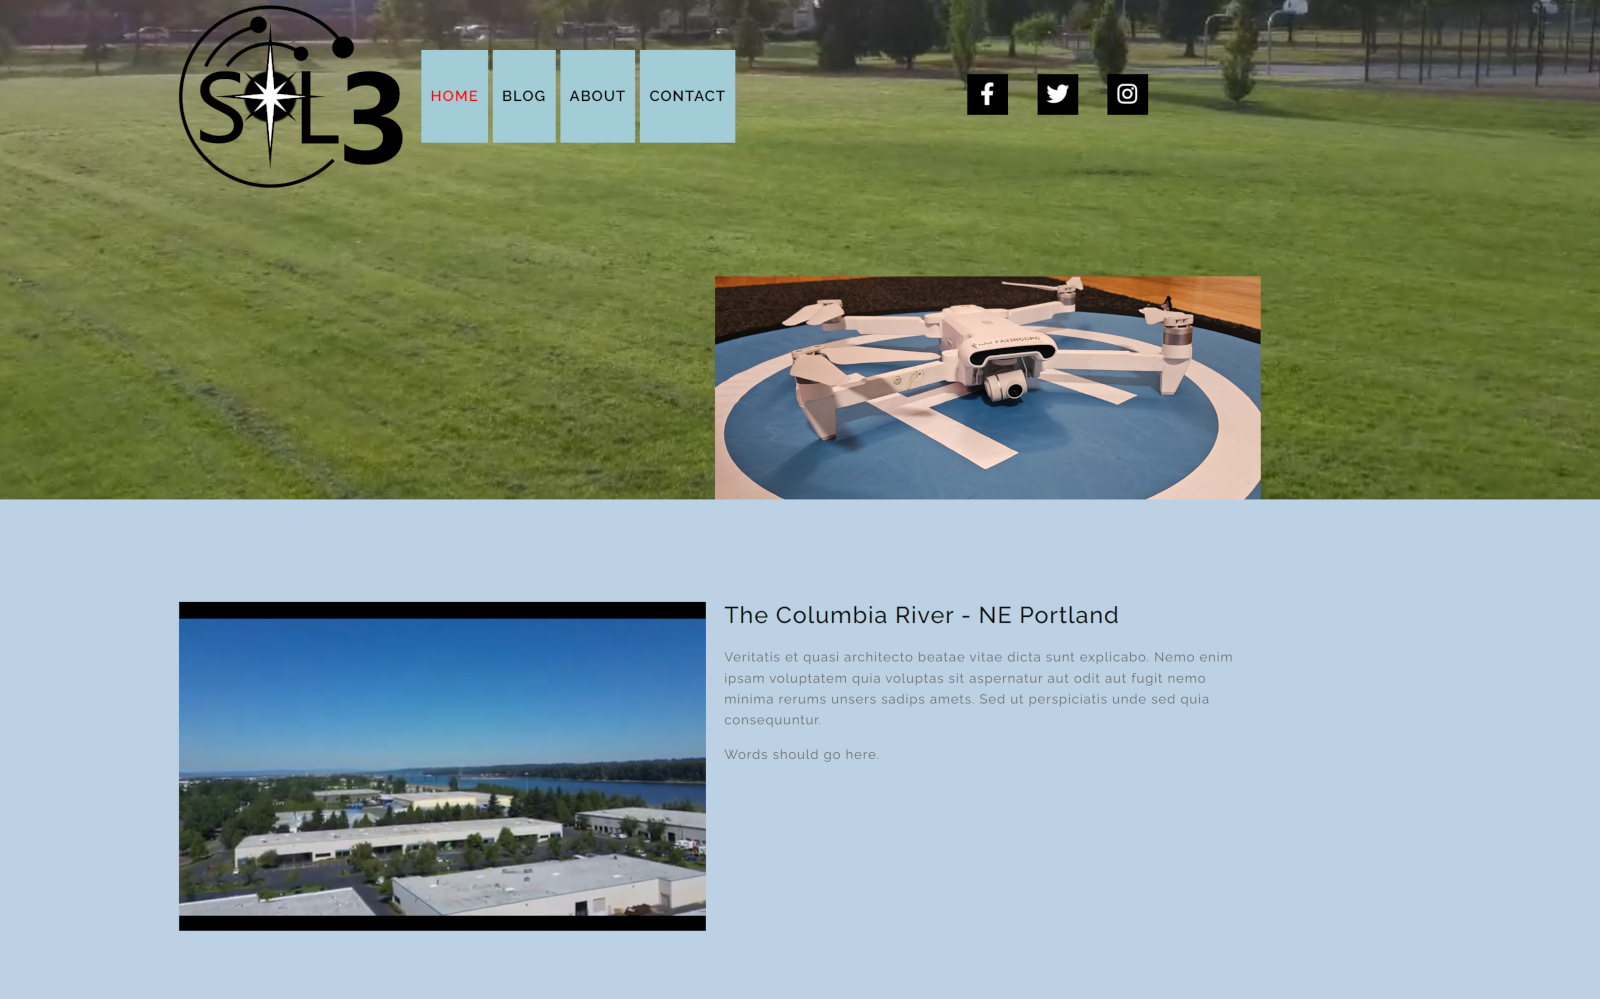 SOL3
HOME BLOG ABOUT CONTACT
The Columbia River - NE Portland
Veritatis et quasi architecto beatae vitae dicta sunt explicabo. Nemo enim
ipsam voluptatem quia voluptas sit aspernatur aut odit aut fugit nemo
minima rerums unsers sadips amets. Sed ut perspiciatis unde sed quia
consequuntur.
Words should go here.